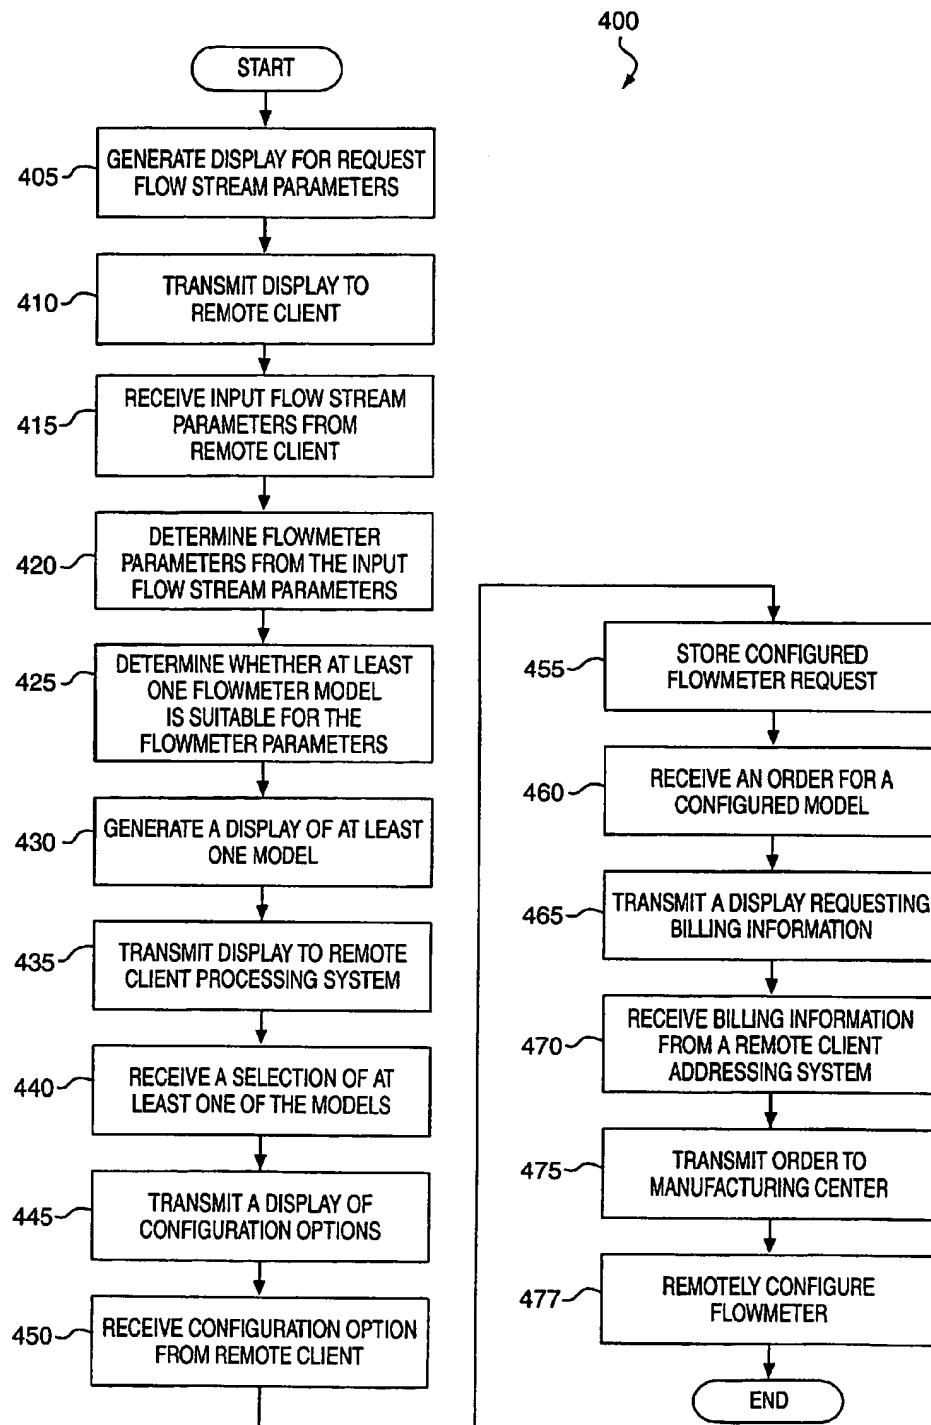 400
START
405
GENERATE DISPLAY FOR REQUEST
FLOW STREAM PARAMETERS
410
TRANSMIT DISPLAY TO
REMOTE CLIENT
415
RECEIVE INPUT FLOW STREAM
PARAMETERS FROM
REMOTE CLIENT
420
DETERMINE FLOWMETER
PARAMETERS FROM THE INPUT
FLOW STREAM PARAMETERS
425
DETERMINE WHETHER AT LEAST
ONE FLOWMETER MODEL
IS SUITABLE FOR THE
FLOWMETER PARAMETERS
430
GENERATE A DISPLAY OF AT LEAST
ONE MODEL
435
TRANSMIT DISPLAY TO REMOTE
CLIENT PROCESSING SYSTEM
440
RECEIVE A SELECTION OF AT
LEAST ONE OF THE MODELS
445
TRANSMIT A DISPLAY OF
CONFIGURATION OPTIONS
450
RECEIVE CONFIGURATION OPTION
FROM REMOTE CLIENT
455
STORE CONFIGURED
FLOWMETER REQUEST
460
RECEIVE AN ORDER FOR A
CONFIGURED MODEL
465
TRANSMIT A DISPLAY REQUESTING
BILLING INFORMATION
470
RECEIVE BILLING INFORMATION
FROM A REMOTE CLIENT
ADDRESSING SYSTEM
475
TRANSMIT ORDER TO
MANUFACTURING CENTER
477
REMOTELY CONFIGURE
FLOWMETER
END